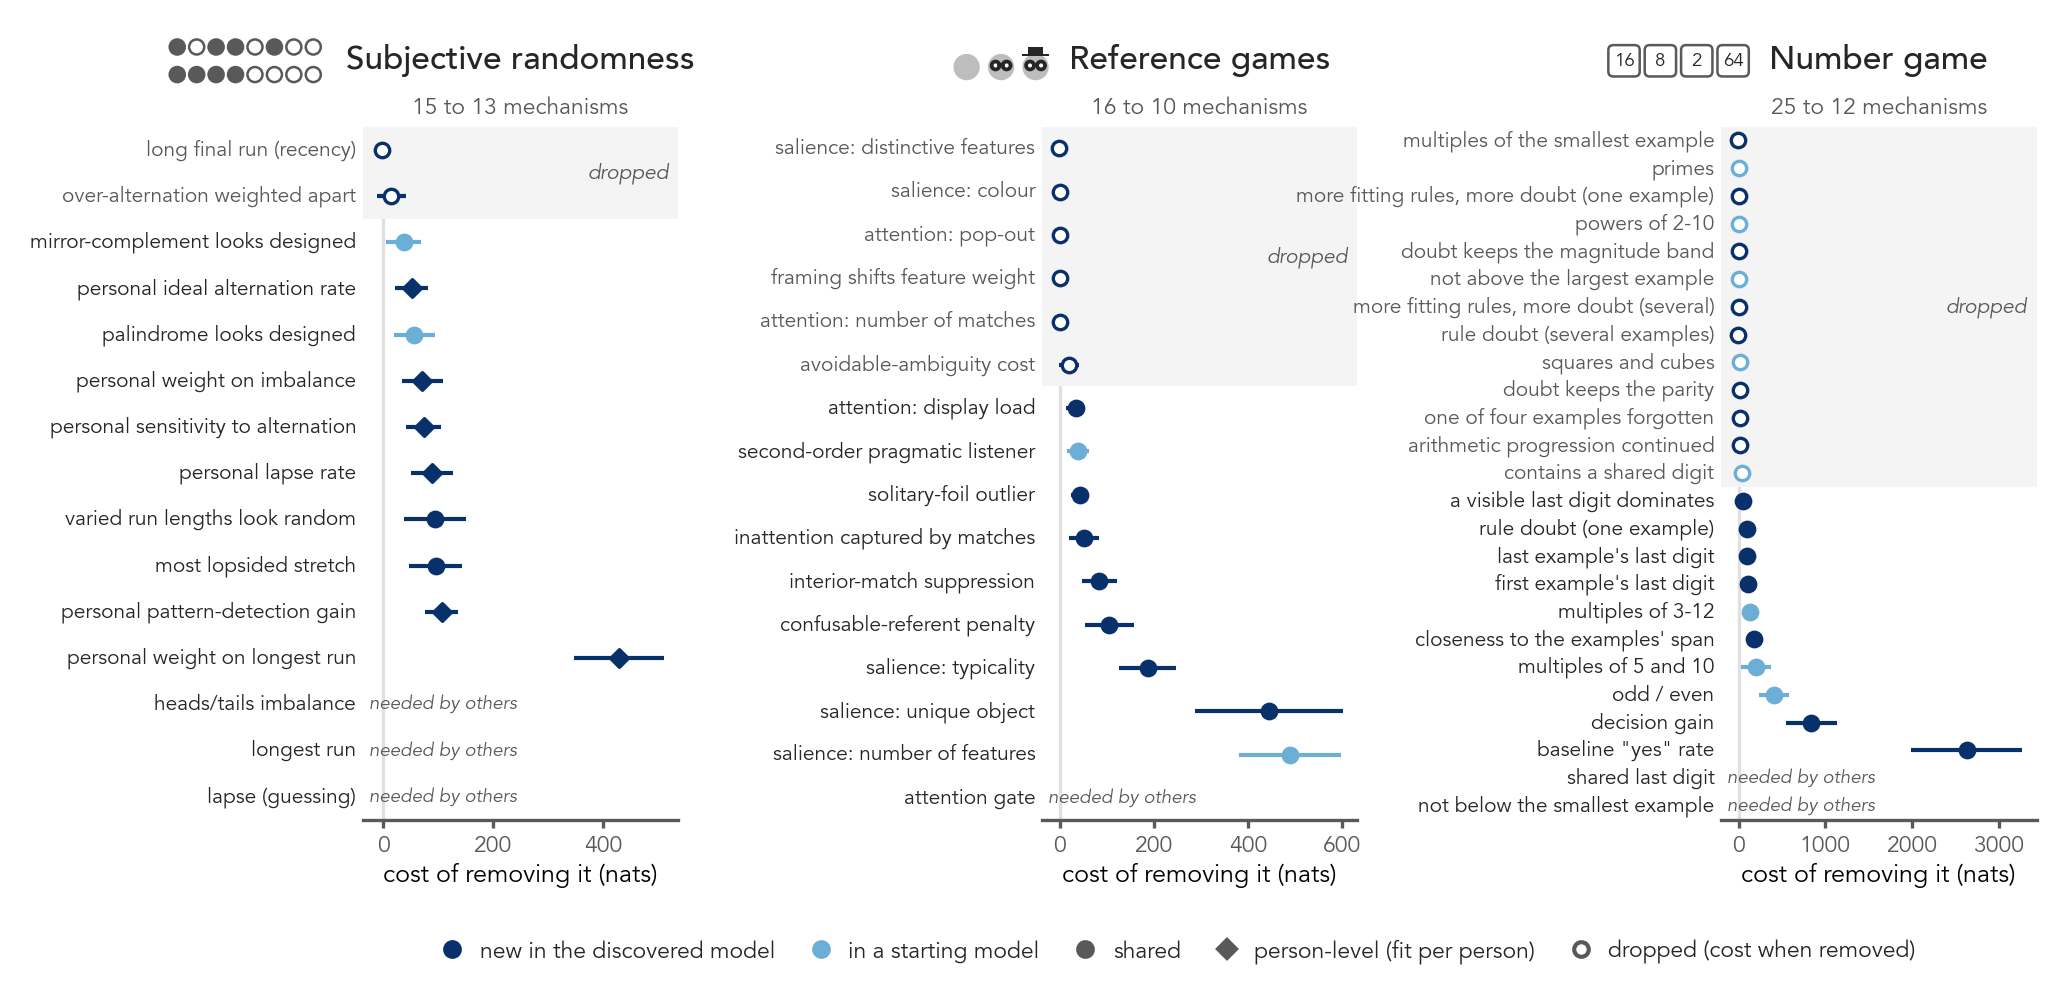 Subjective randomness
15 to 13 mechanisms
long final run (recency)
over-alternation weighted apart
dropped
mirror-complement looks designed
personal ideal alternation rate
palindrome looks designed
personal weight on imbalance
personal sensitivity to alternation
personal lapse rate
varied run lengths look random
most lopsided stretch
personal pattern-detection gain
personal weight on longest run
heads/tails imbalance needed by others
longest run needed by others
lapse (guessing) needed by others
0 200 400
cost of removing it (nats)
Reference games
16 to 10 mechanisms
salience: distinctive features
salience: colour
attention: pop-out
framing shifts feature weight
attention: number of matches
avoidable-ambiguity cost
dropped
attention: display load
second-order pragmatic listener
solitary-foil outlier
inattention captured by matches
interior-match suppression
confusable-referent penalty
salience: typicality
salience: unique object
salience: number of features
attention gate needed by others
0 200 400 600
cost of removing it (nats)
16 8 2 64 Number game
25 to 12 mechanisms
multiples of the smallest example
primes
more fitting rules, more doubt (one example)
powers of 2-10
doubt keeps the magnitude band
not above the largest example
more fitting rules, more doubt (several)
rule doubt (several examples)
squares and cubes
doubt keeps the parity
one of four examples forgotten
arithmetic progression continued
contains a shared digit
dropped
a visible last digit dominates
rule doubt (one example)
last example's last digit
first example's last digit
multiples of 3-12
closeness to the examples' span
multiples of 5 and 10
odd / even
decision gain
baseline "yes" rate
shared last digit needed by others
not below the smallest example needed by others
0 1000 2000 3000
cost of removing it (nats)
new in the discovered model in a starting model shared person-level (fit per person) dropped (cost when removed)